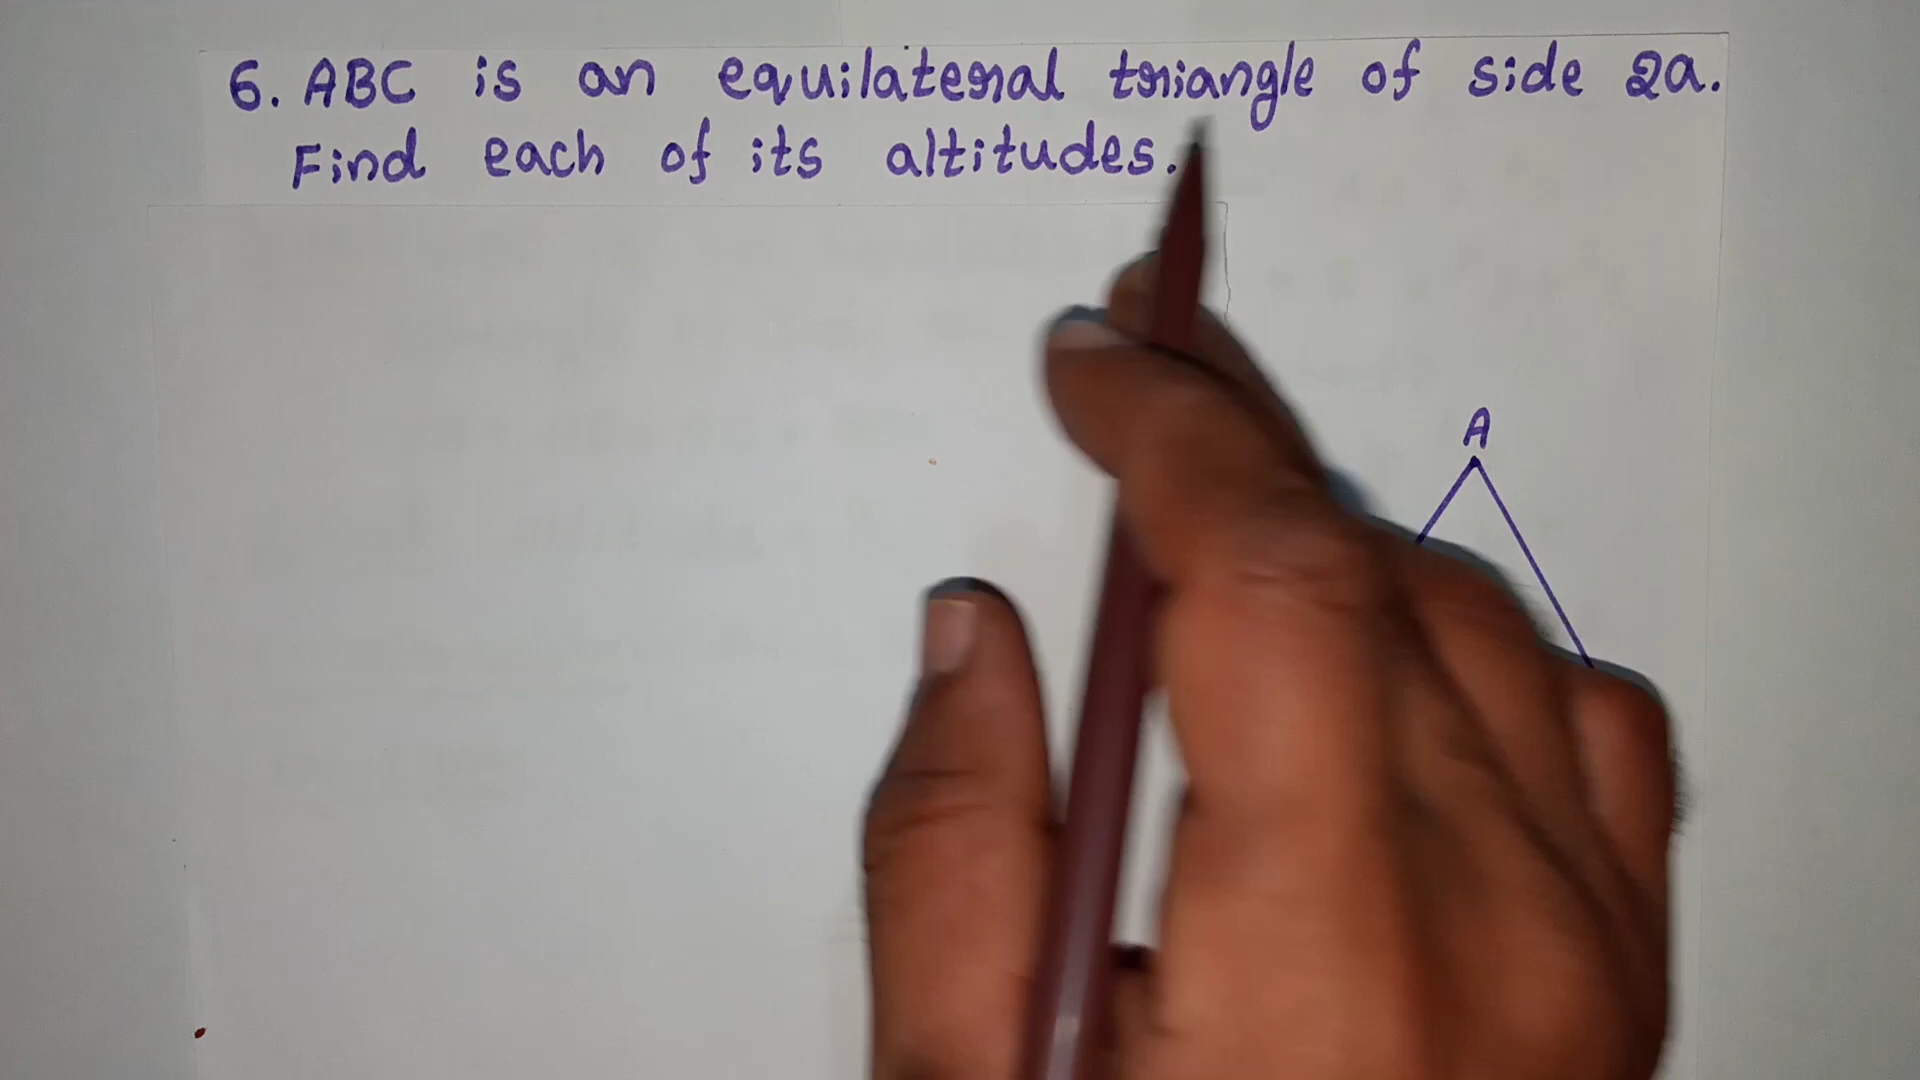 6. ABC is an equilateral triangle of side 2a.
Find each of its altitudes.
A